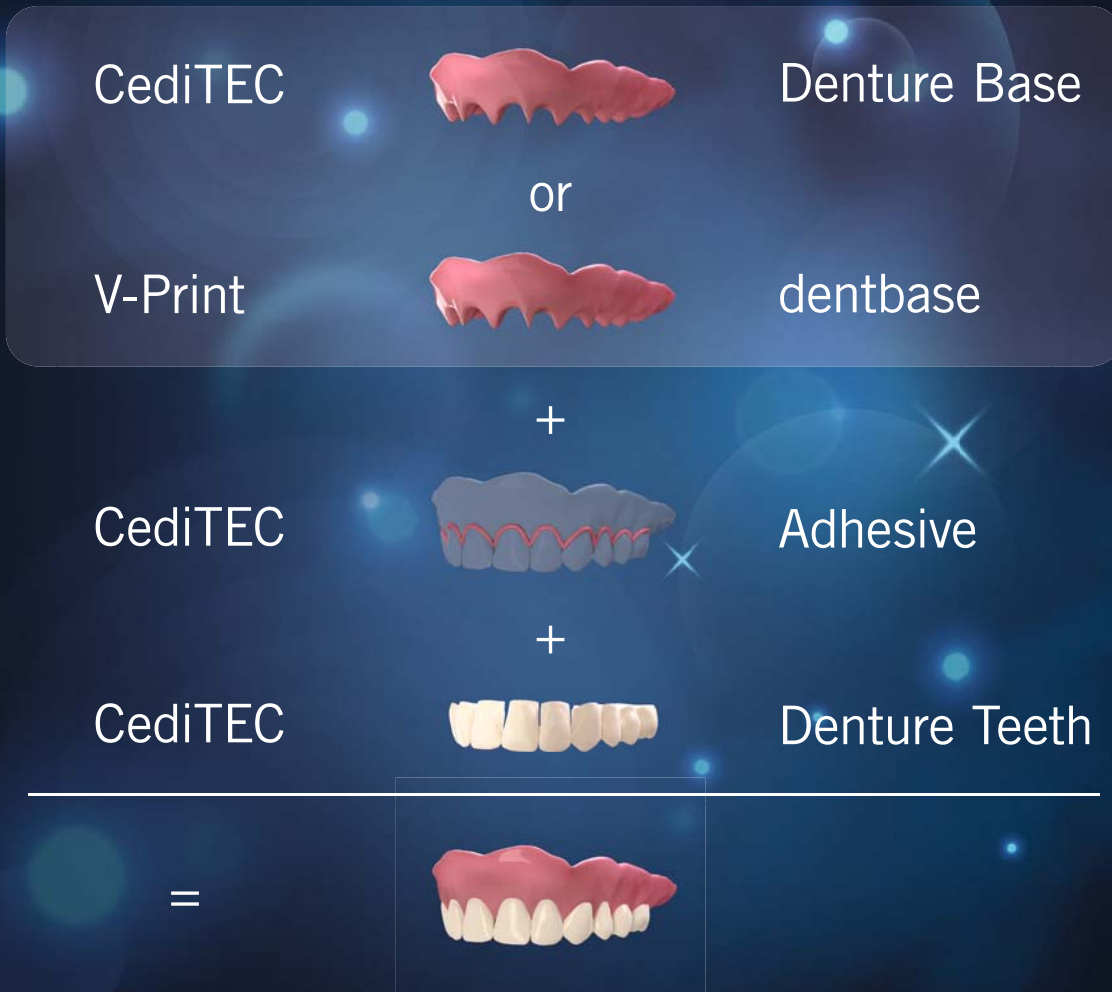 CediTEC Denture Base
or
V-Print dentbase
+
CediTEC Adhesive
+
CediTEC Denture Teeth
=